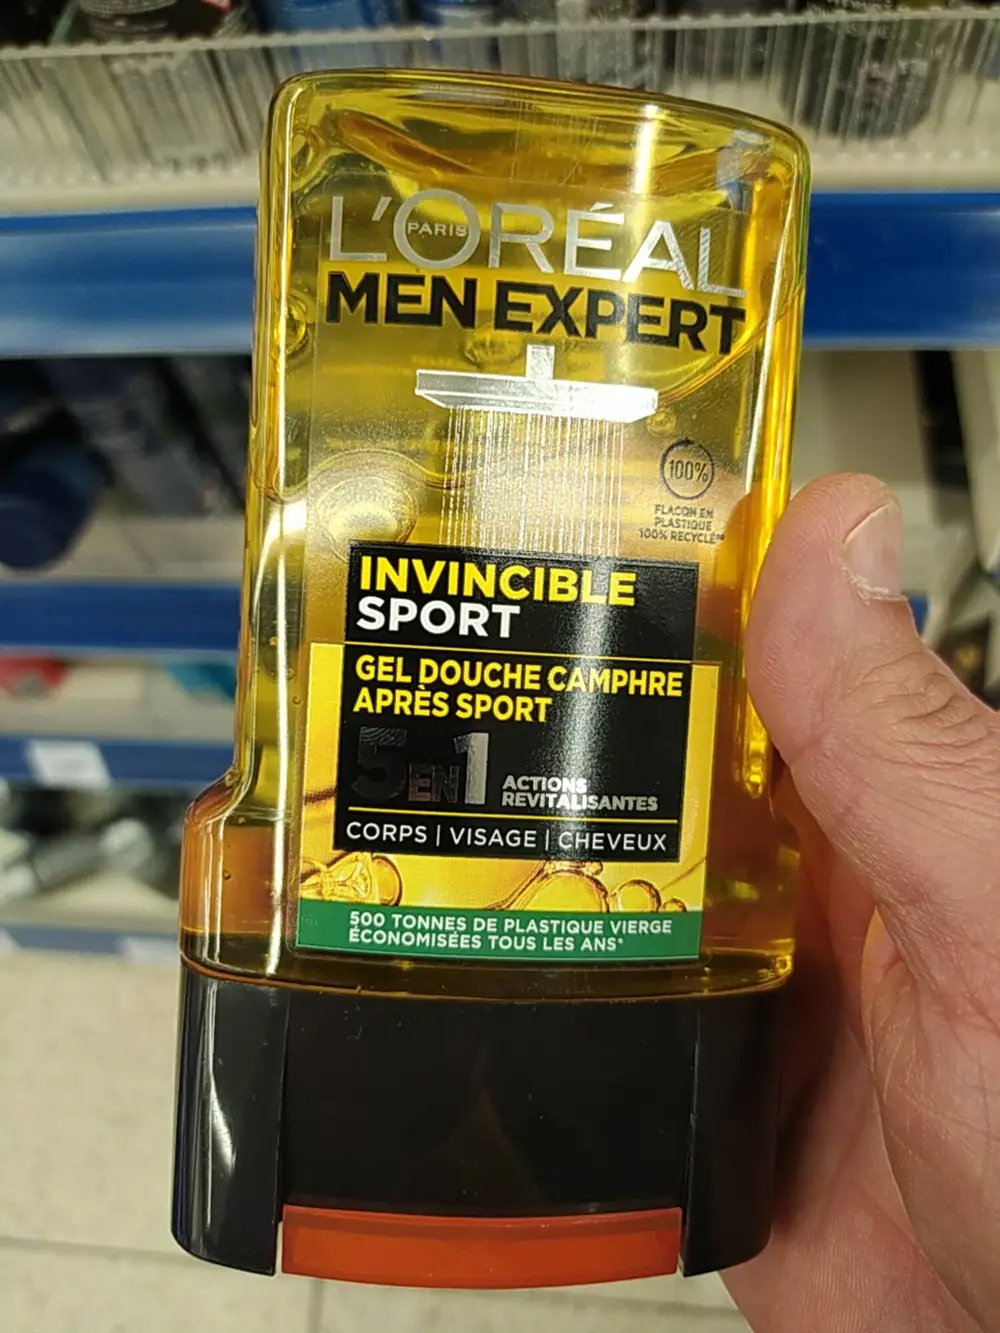 L'ORÉAL
PARIS
MEN EXPERT
100%
FLACON EN
PLASTIQUE
100% RECYCLÉ
INVINCIBLE
SPORT
GEL DOUCHE CAMPHRE
APRÈS SPORT
5 EN 1
ACTIONS
REVITALISANTES
CORPS | VISAGE | CHEVEUX
500 TONNES DE PLASTIQUE VIERGE
ÉCONOMISÉES TOUS LES ANS*